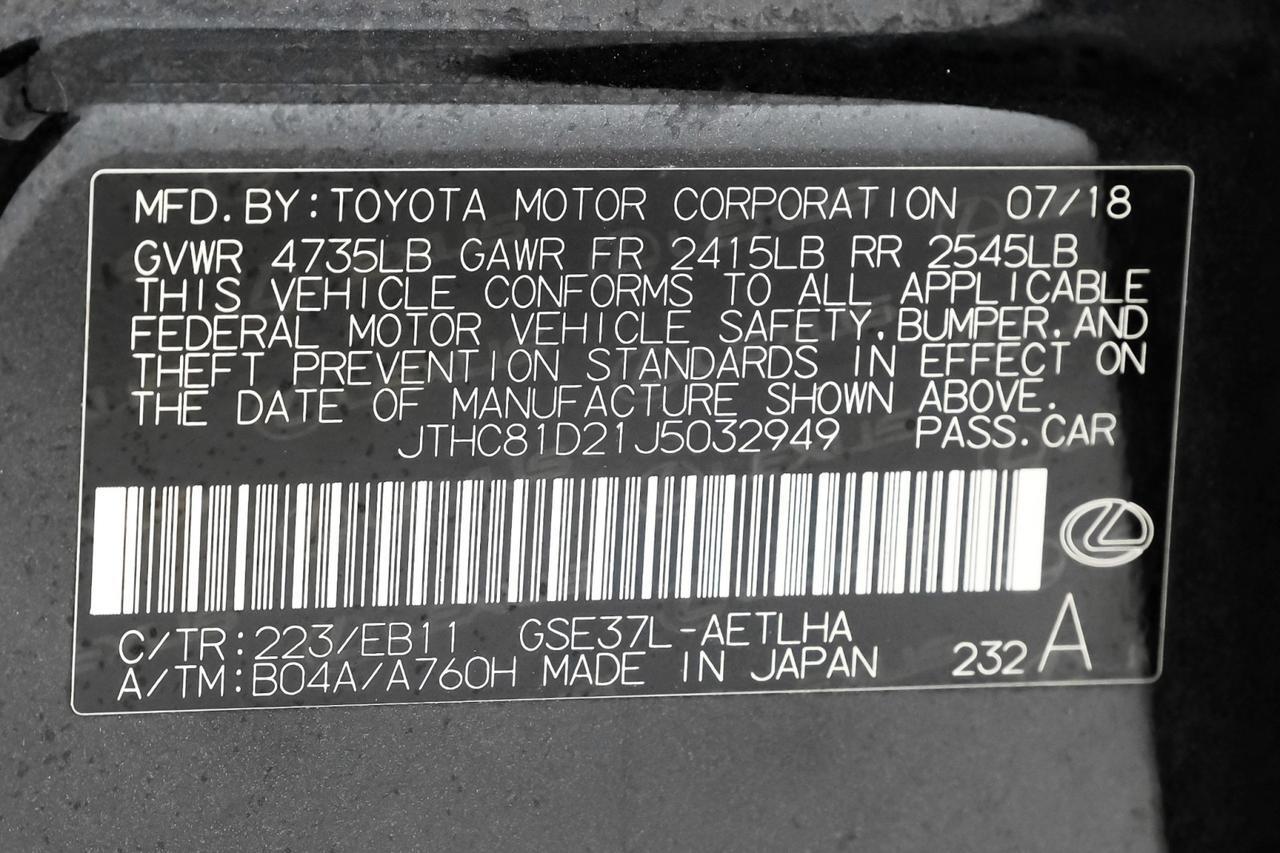 MFD. BY: TOYOTA MOTOR CORPORATION 07/18
GVWR 4735LB GAWR FR 2415LB RR 2545LB
THIS VEHICLE CONFORMS TO ALL APPLICABLE
FEDERAL MOTOR VEHICLE SAFETY, BUMPER, AND
THEFT PREVENTION STANDARDS IN EFFECT ON
THE DATE OF MANUFACTURE SHOWN ABOVE.
JTHC81D21J5032949 PASS. CAR
C/TR: 223/EB11 GSE37L-AETLHA
A/TM: B04A/A760H MADE IN JAPAN 232 A